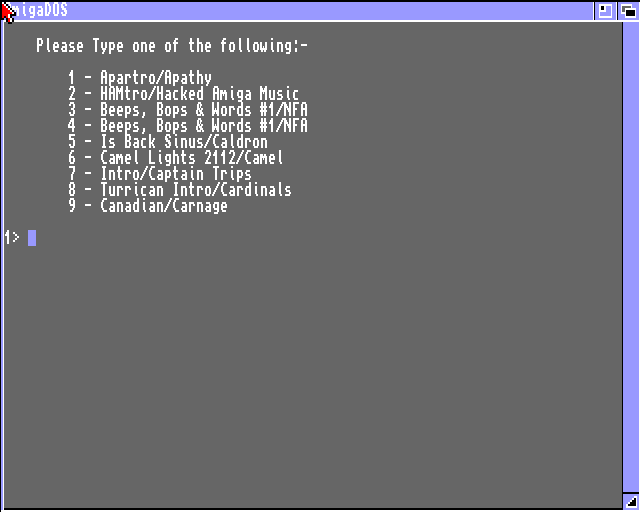 AmigaDOS
Please Type one of the following:-
1 - Apartro/Apathy
2 - HAMtro/Hacked Amiga Music
3 - Beeps, Bops & Words #1/NFA
4 - Beeps, Bops & Words #1/NFA
5 - Is Back Sinus/Caldron
6 - Camel Lights 2112/Camel
7 - Intro/Captain Trips
8 - Turrican Intro/Cardinals
9 - Canadian/Carnage
1>